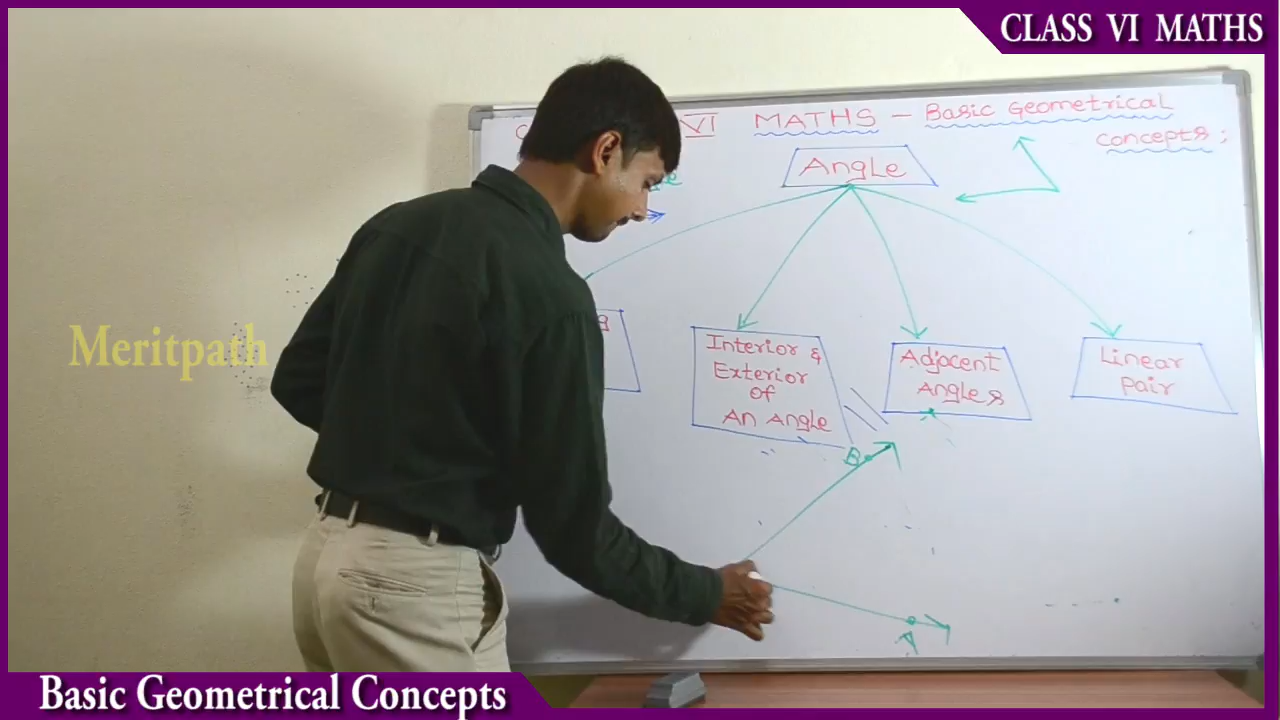 CLASS VI MATHS
VI MATHS - Basic Geometrical
concepts;
Angle
Interior &
Exterior
of
An Angle
Adjacent
Angles
Linear
pair
B
A
Meritpath
Basic Geometrical Concepts